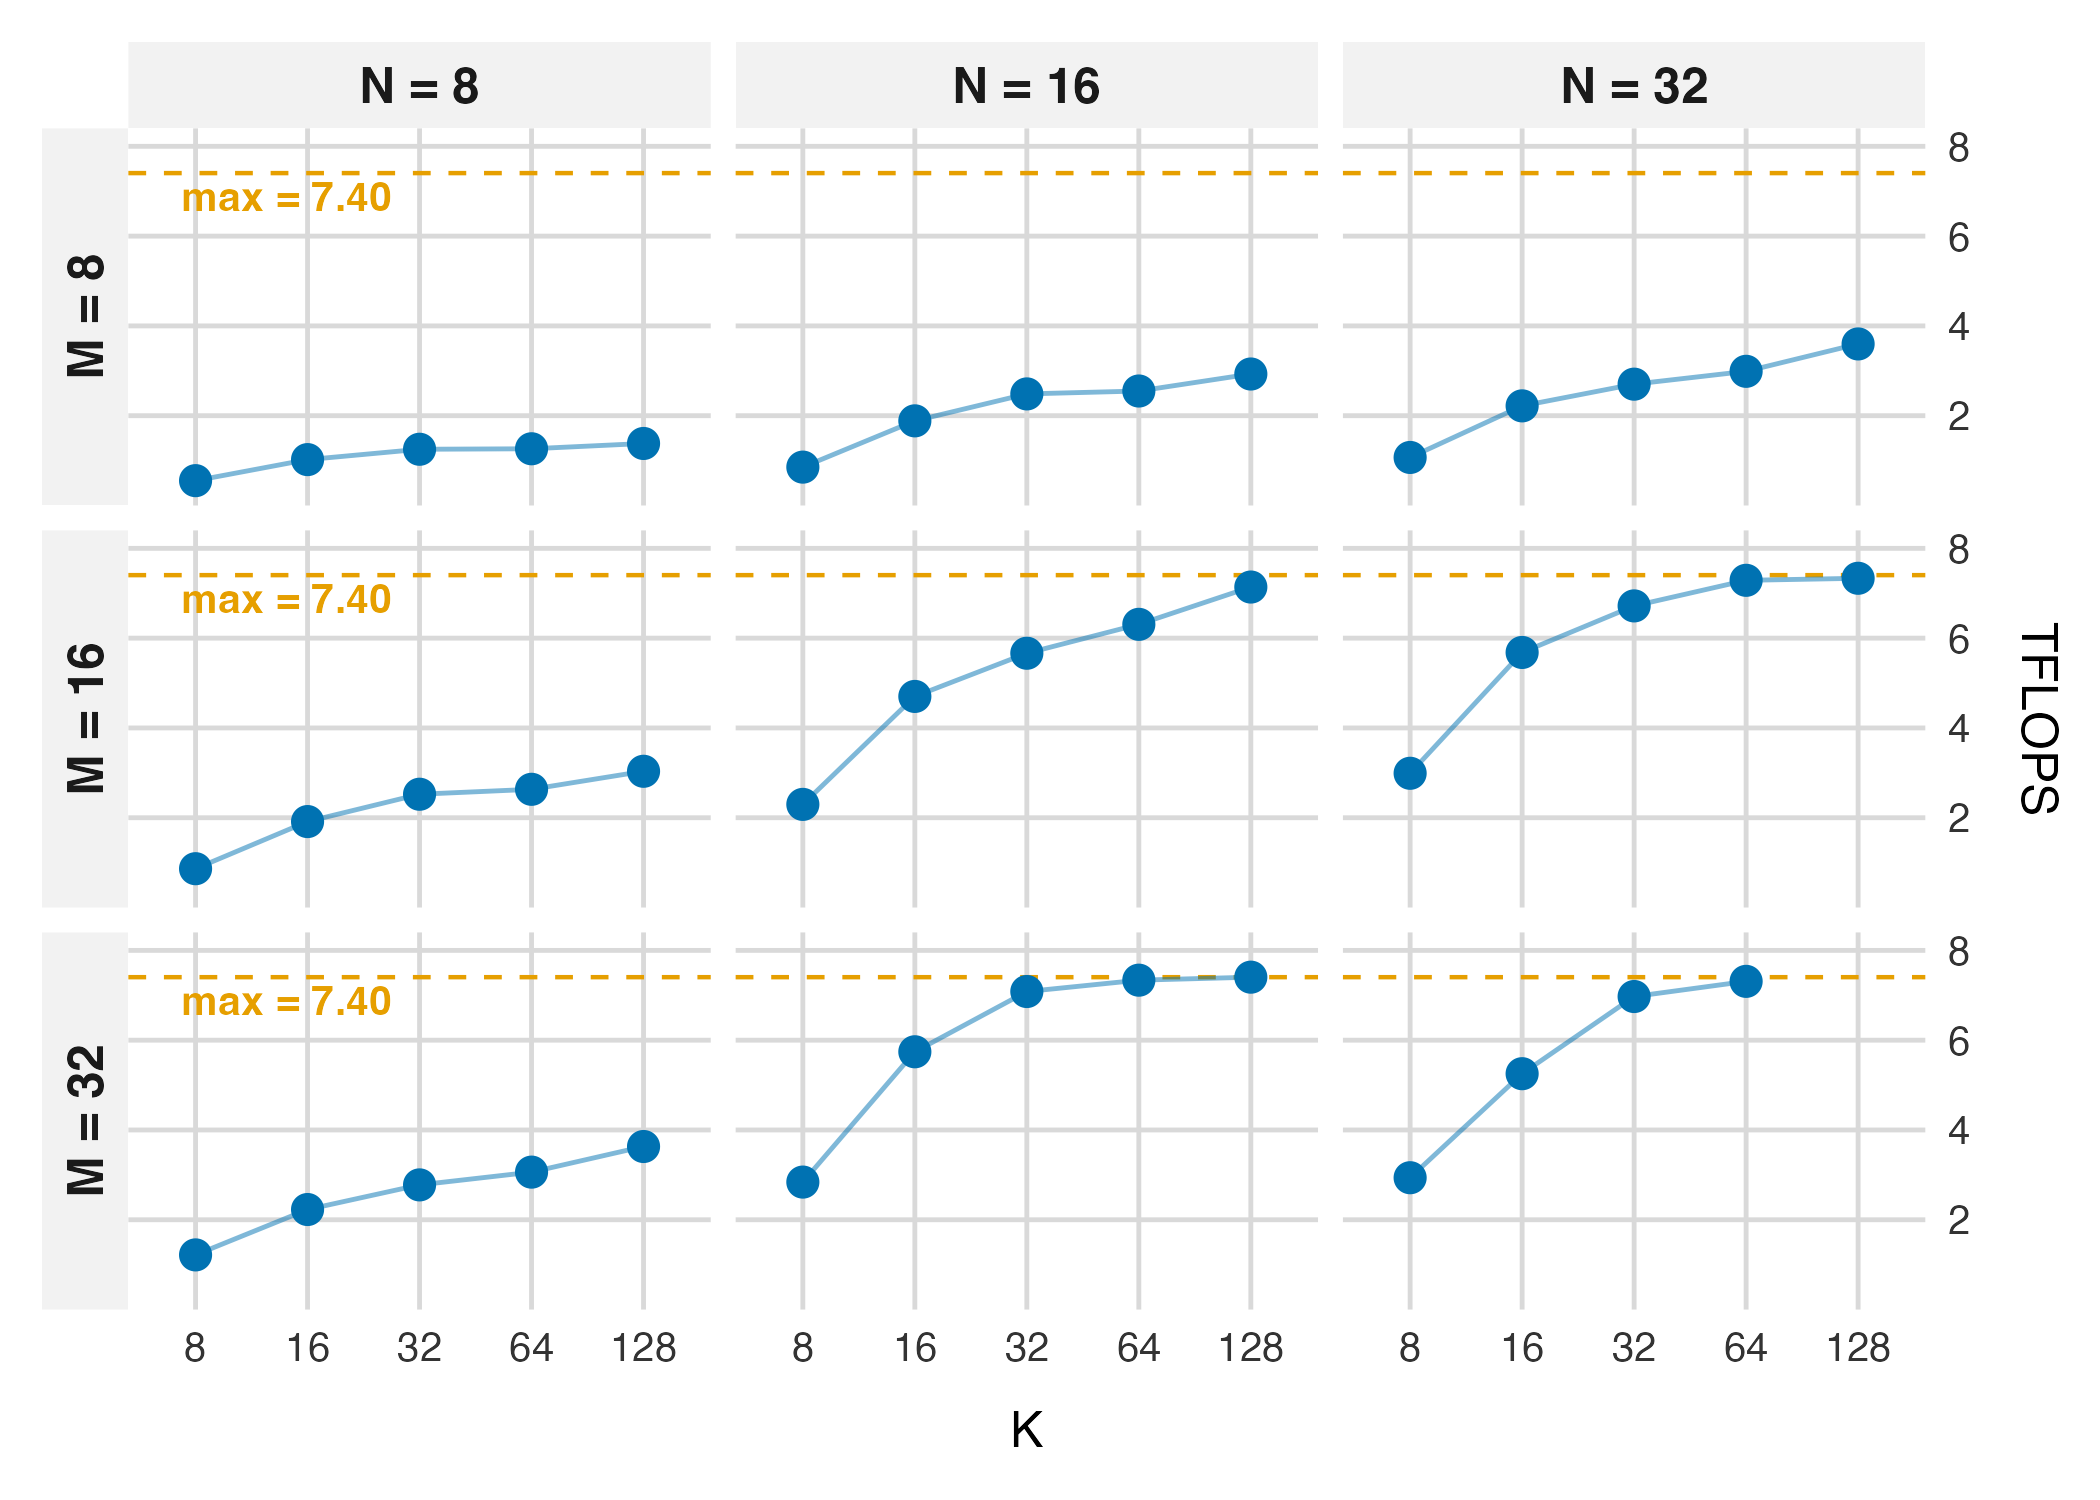 N = 8
N = 16
N = 32
M = 8
max = 7.40
8
6
4
2
M = 16
max = 7.40
8
6
4
2
TFLOPS
M = 32
max = 7.40
8
6
4
2
8 16 32 64 128
8 16 32 64 128
8 16 32 64 128
K